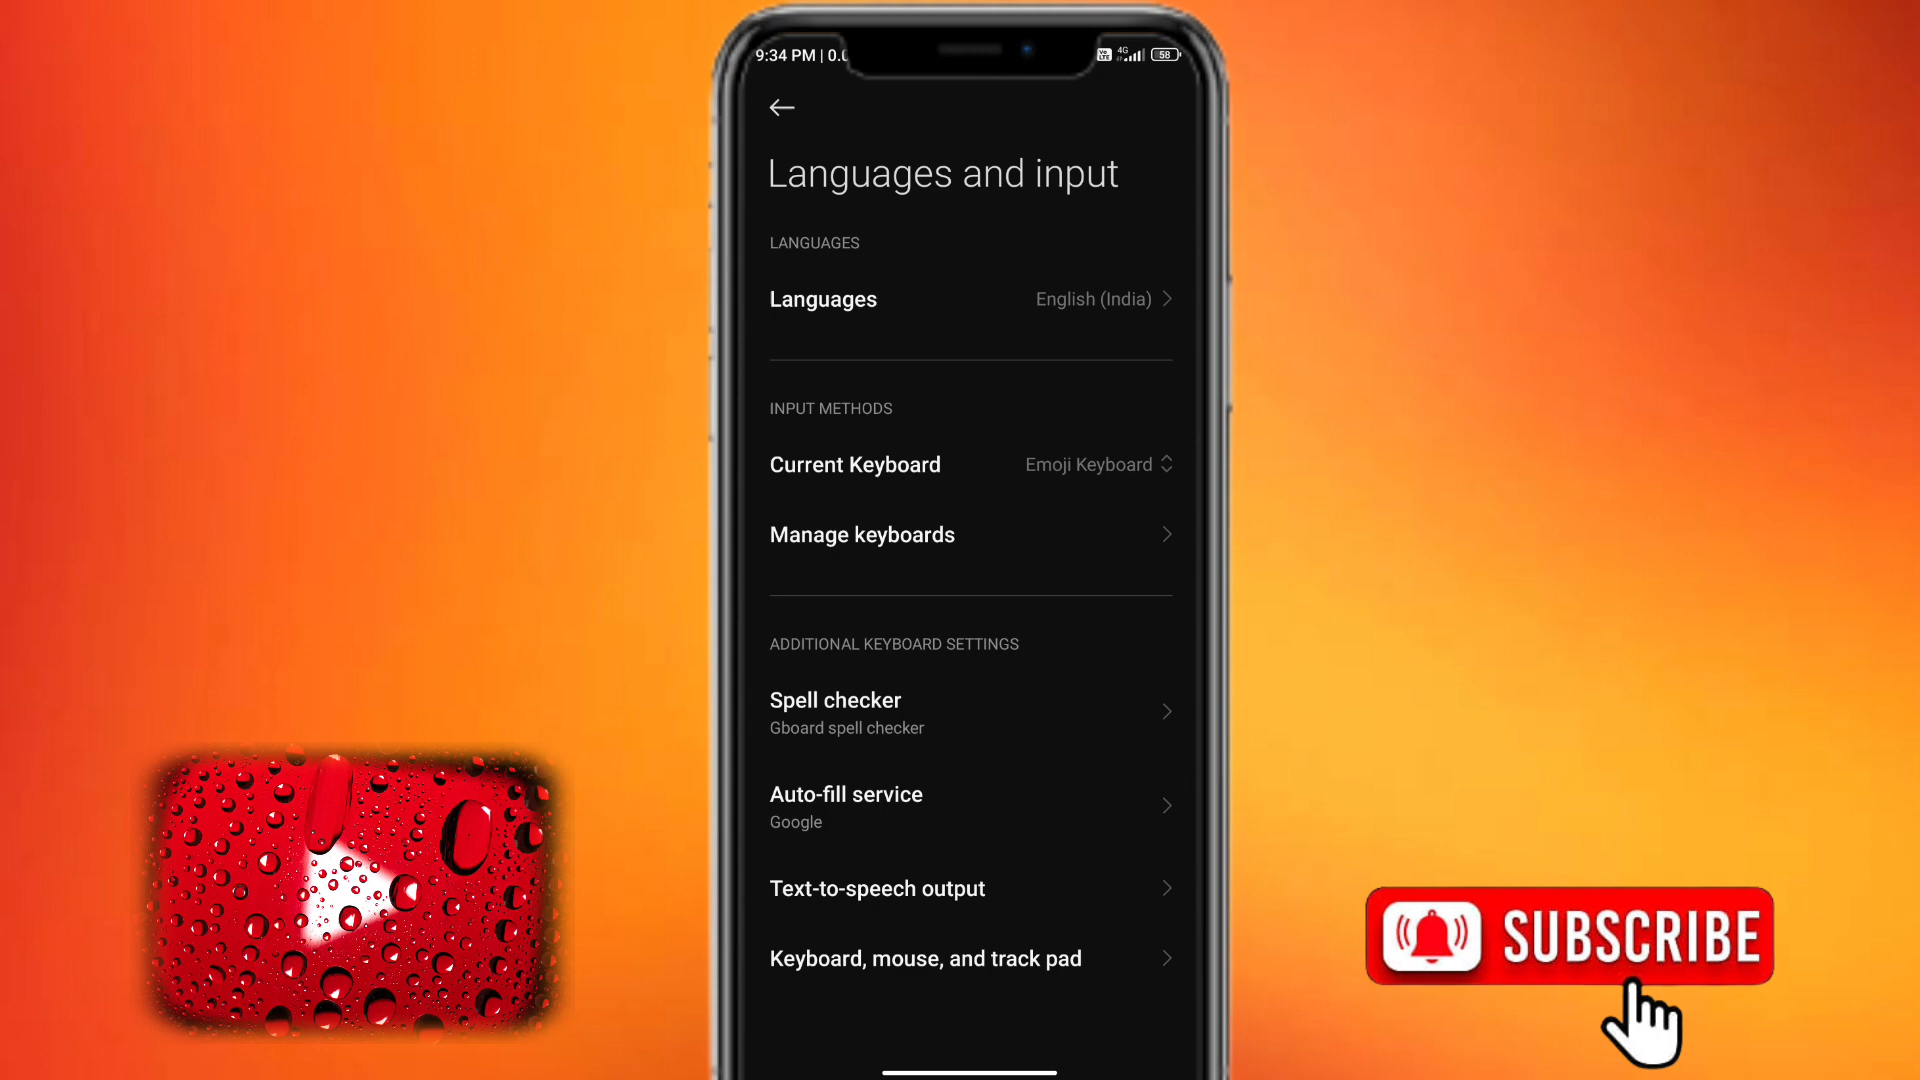 9:34 PM | 0.0
4G
58
Languages and input
LANGUAGES
Languages English (India)
INPUT METHODS
Current Keyboard Emoji Keyboard
Manage keyboards
ADDITIONAL KEYBOARD SETTINGS
Spell checker
Gboard spell checker
Auto-fill service
Google
Text-to-speech output
Keyboard, mouse, and track pad
SUBSCRIBE